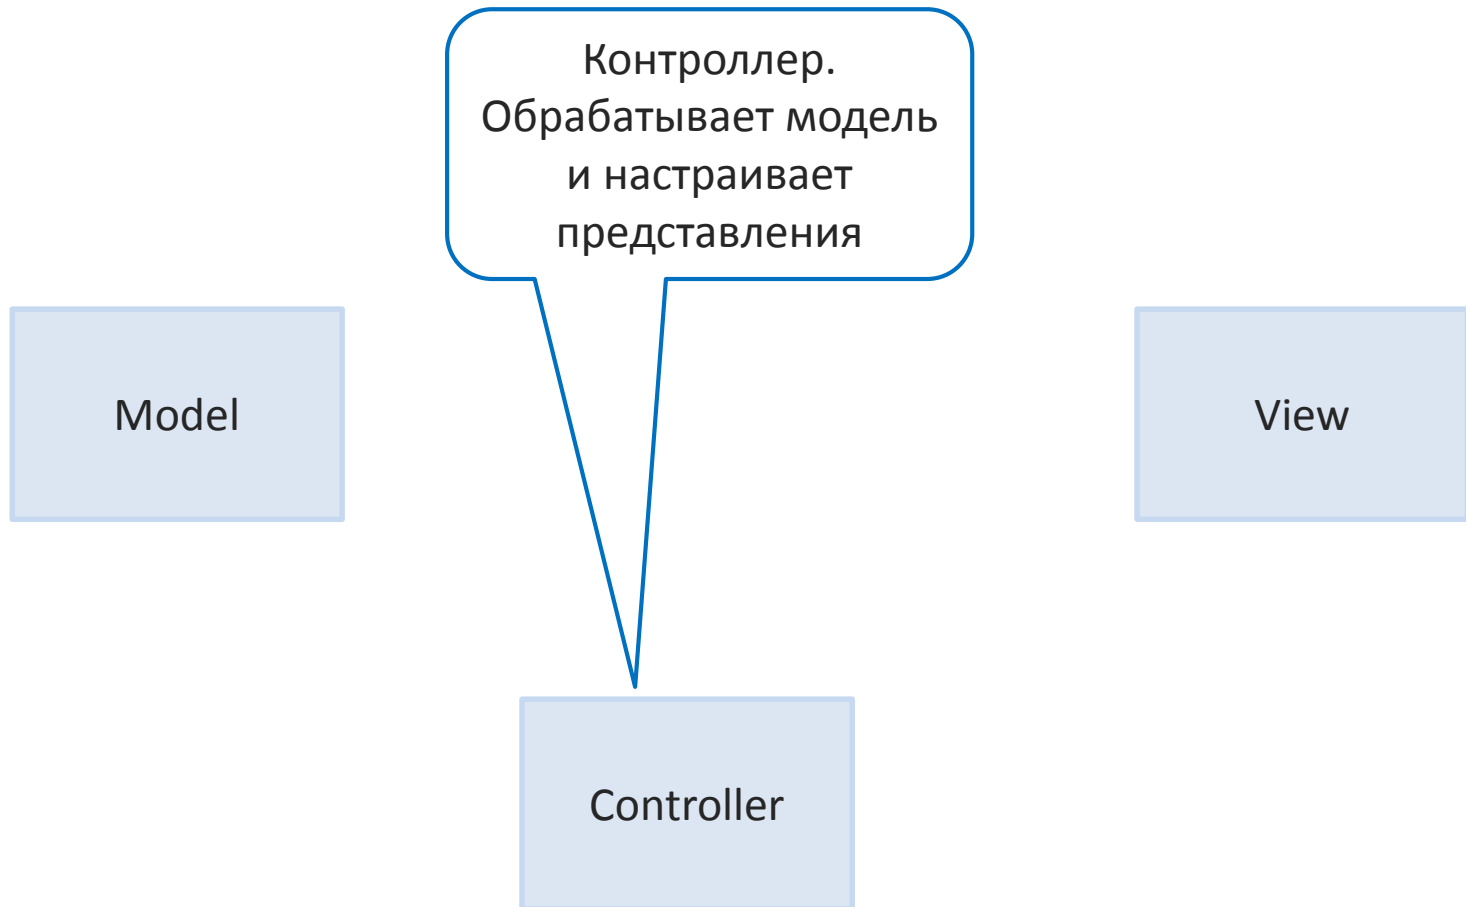 Контроллер.
Обрабатывает модель
и настраивает
представления
Model
View
Controller